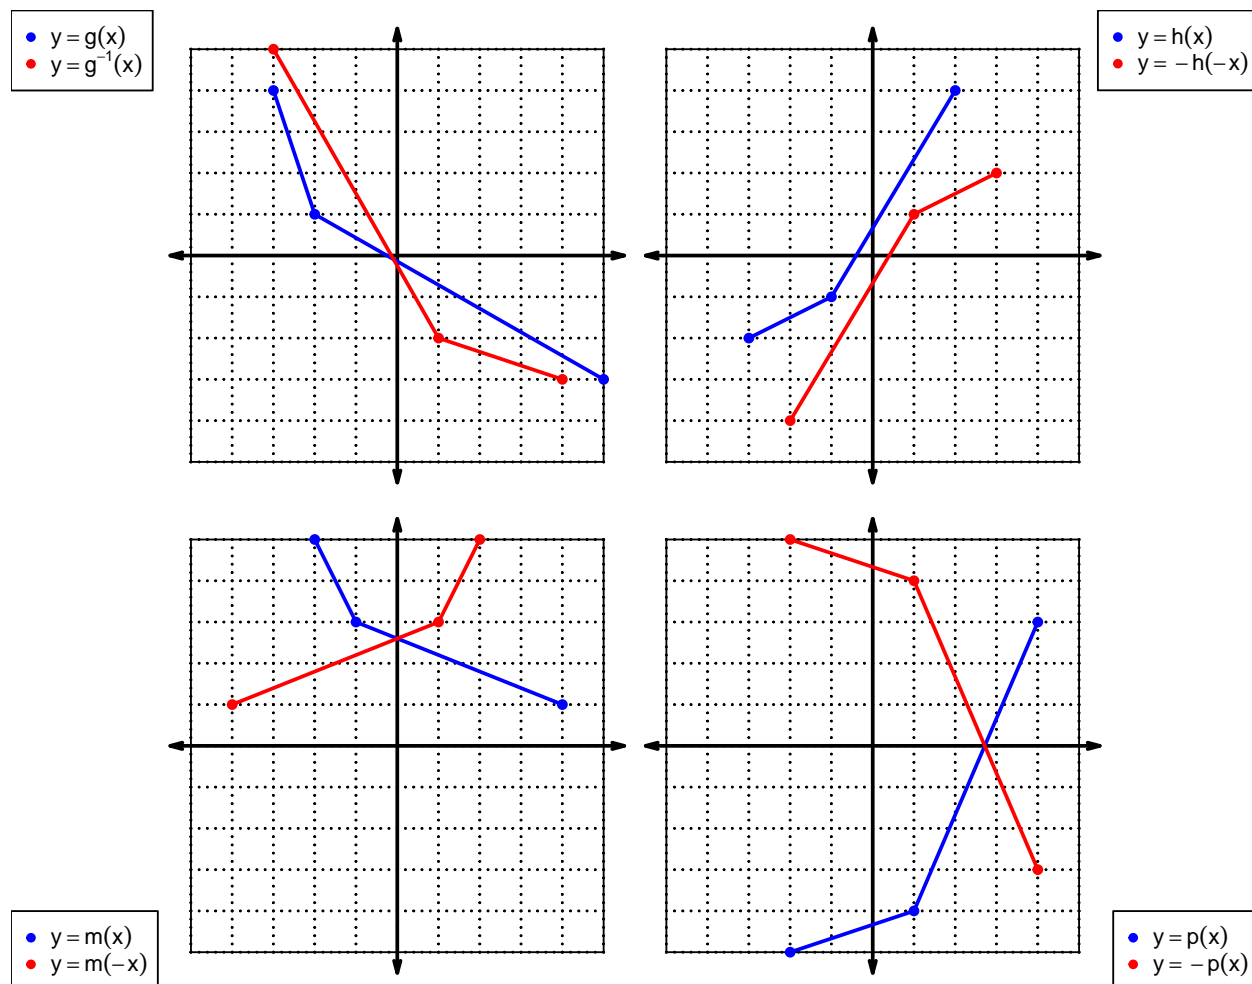 y = g(x)
y = g⁻¹(x)
y = h(x)
y = −h(−x)
y = m(x)
y = m(−x)
y = p(x)
y = −p(x)